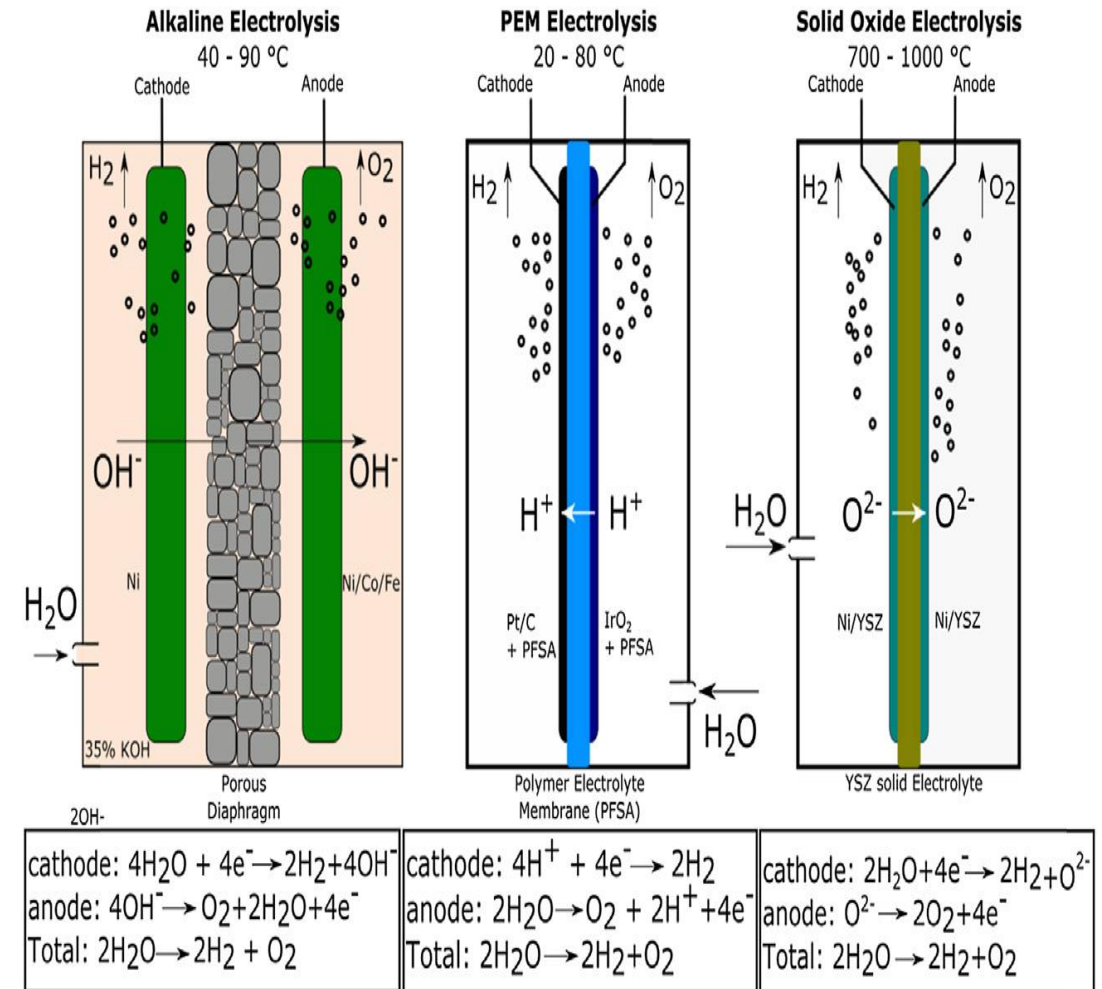 Alkaline Electrolysis
40 - 90 °C
Cathode
Anode
H2
O2
OH-
OH-
Ni
Ni/Co/Fe
H2O
35% KOH
Porous
Diaphragm
2OH-
cathode: 4H2O + 4e-→2H2+4OH-
anode: 4OH-→O2+2H2O+4e-
Total: 2H2O→2H2 + O2
PEM Electrolysis
20 - 80 °C
Cathode
Anode
H2
O2
H+
H+
Pt/C
+ PFSA
IrO2
+ PFSA
H2O
Polymer Electrolyte
Membrane (PFSA)
cathode: 4H+ + 4e-→ 2H2
anode: 2H2O→O2 + 2H++4e-
Total: 2H2O→2H2+O2
Solid Oxide Electrolysis
700 - 1000 °C
Cathode
Anode
H2
O2
H2O
O2-
O2-
Ni/YSZ
Ni/YSZ
YSZ solid Electrolyte
cathode: 2H2O+4e-→ 2H2+O2-
anode: O2-→ 2O2+4e-
Total: 2H2O→2H2+O2